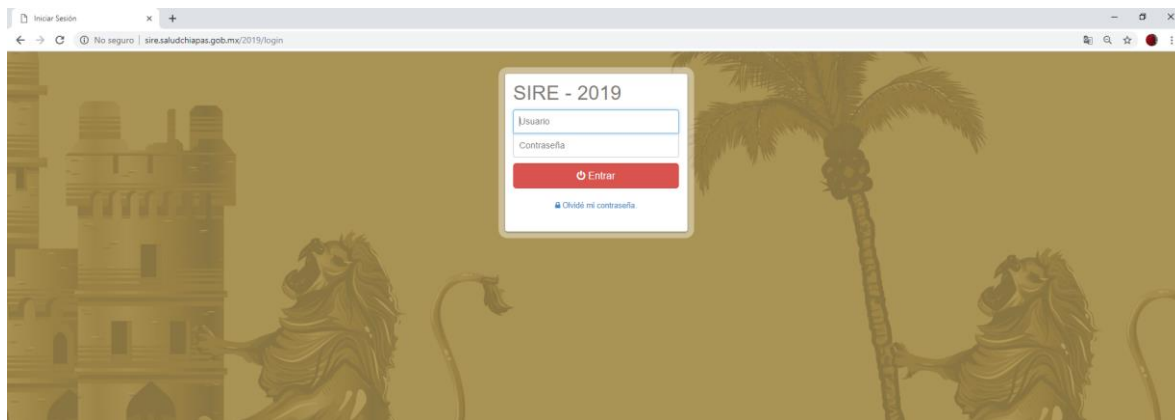 Iniciar Sesión
No seguro | sire.saludchiapas.gob.mx/2019/login
SIRE - 2019
Usuario
Contraseña
Entrar
Olvidé mi contraseña.